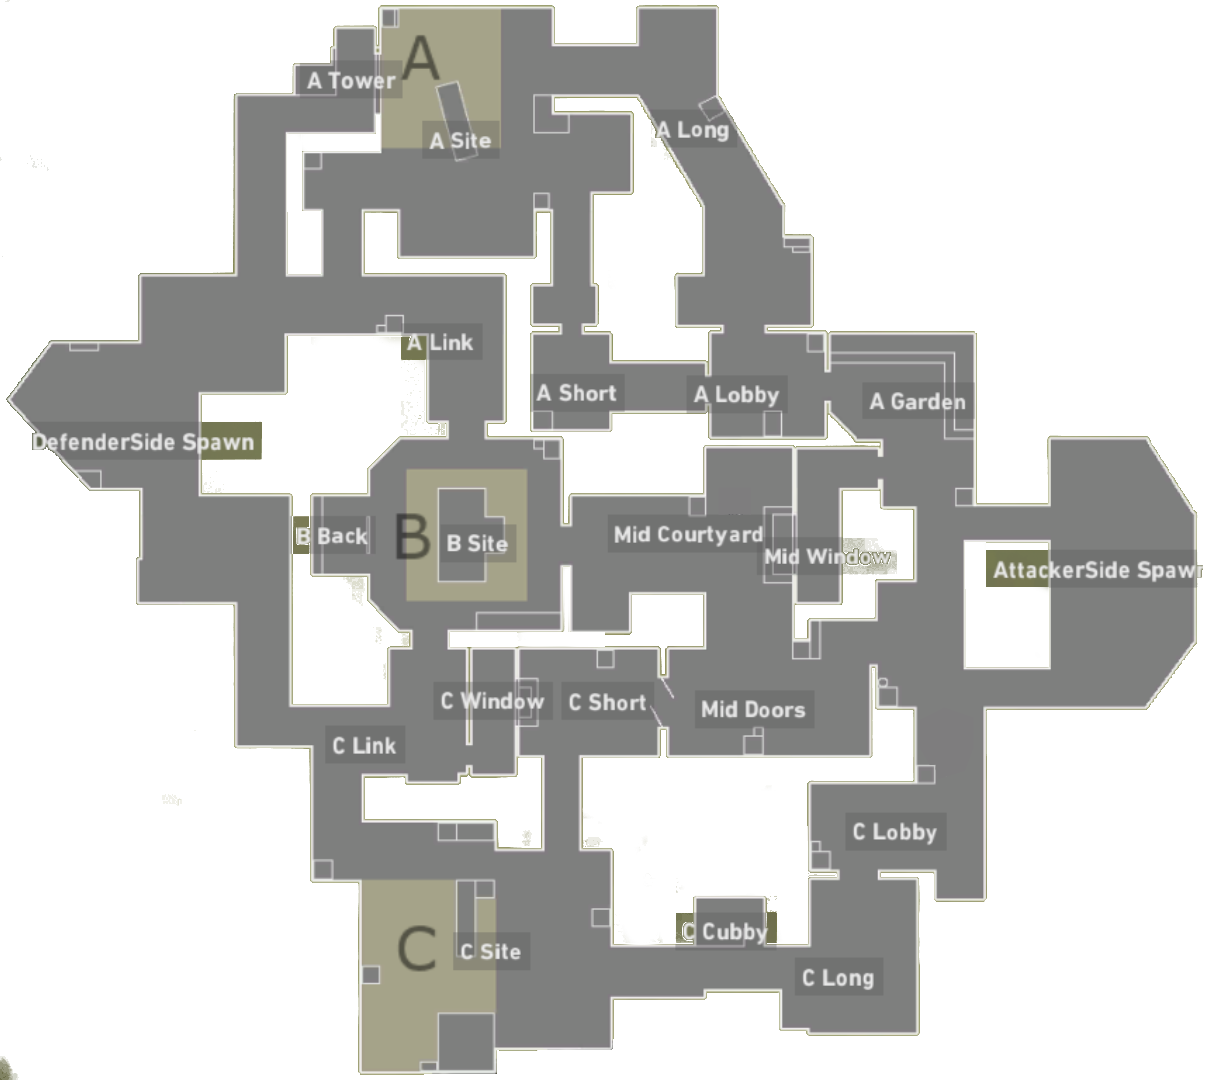 A
A Tower
A Site
A Long
A Link
A Short
A Lobby
A Garden
DefenderSide Spawn
B
B Back
B Site
Mid Courtyard
Mid Window
AttackerSide Spawn
C Window
C Short
Mid Doors
C Link
C Lobby
C
C Site
C Cubby
C Long